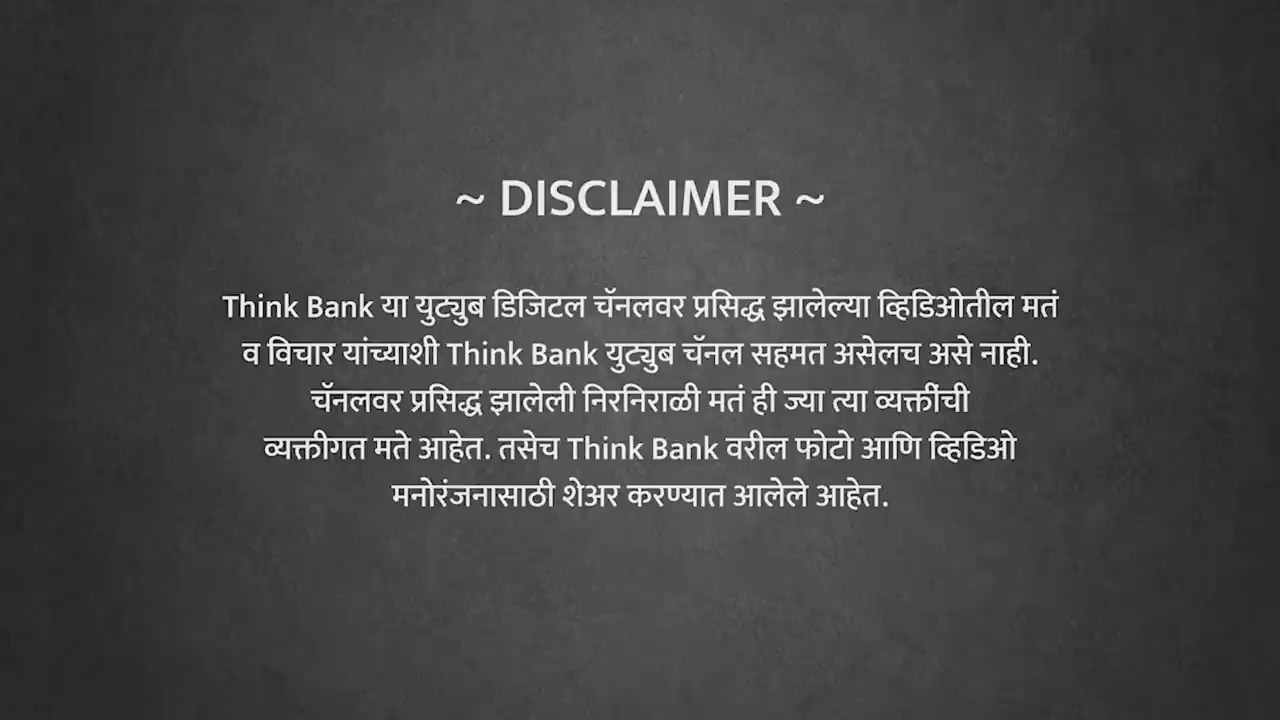 ~ DISCLAIMER ~
Think Bank या युट्युब डिजिटल चॅनलवर प्रसिद्ध झालेल्या व्हिडिओतील मतं
व विचार यांच्याशी Think Bank युट्युब चॅनल सहमत असेलच असे नाही.
चॅनलवर प्रसिद्ध झालेली निरनिराळी मतं ही ज्या त्या व्यक्तींची
व्यक्तीगत मते आहेत. तसेच Think Bank वरील फोटो आणि व्हिडिओ
मनोरंजनासाठी शेअर करण्यात आलेले आहेत.